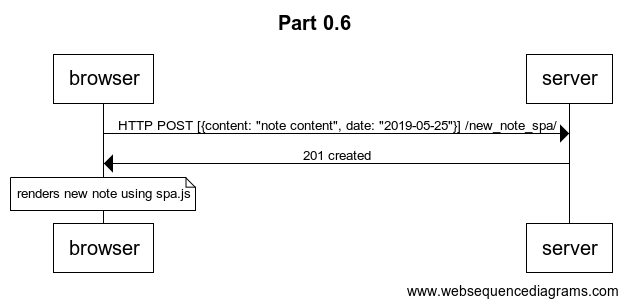 Part 0.6
browser
server
HTTP POST [{content: "note content", date: "2019-05-25"}] /new_note_spa/
201 created
renders new note using spa.js
browser
server
www.websequencediagrams.com